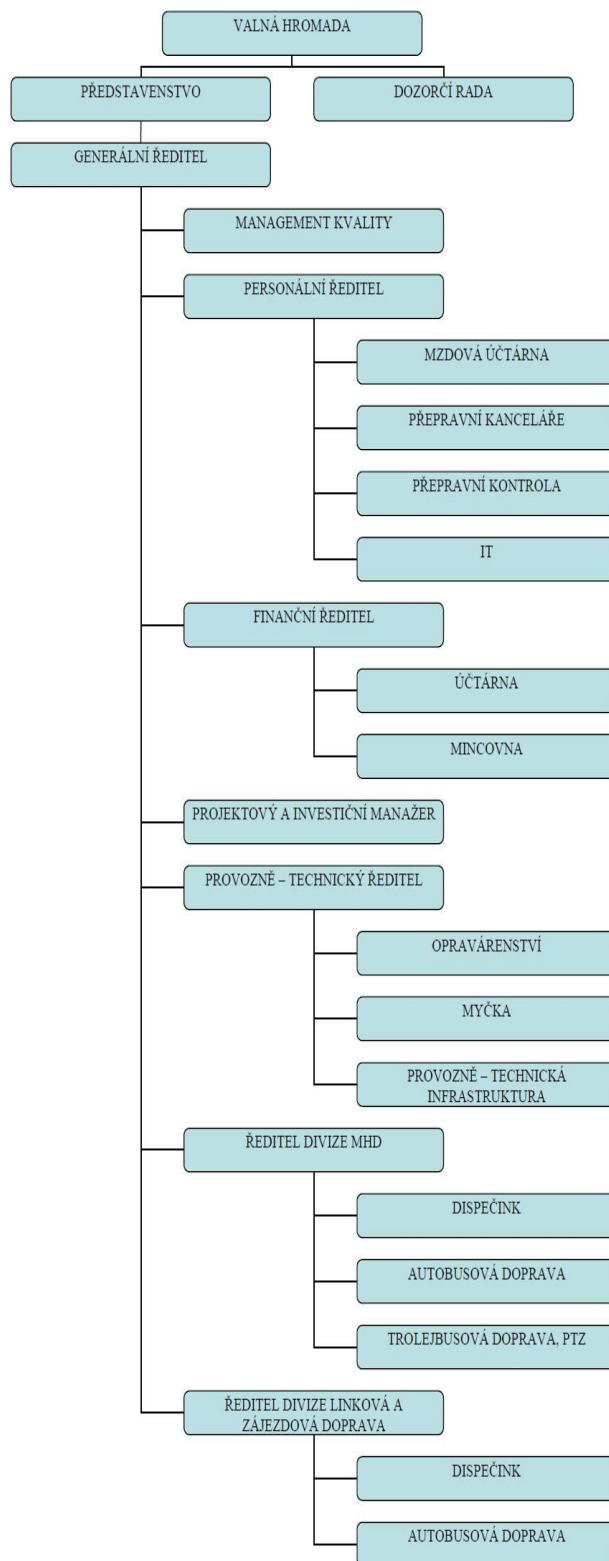 VALNÁ HROMADA
PŘEDSTAVENSTVO
DOZORČÍ RADA
GENERÁLNÍ ŘEDITEL
MANAGEMENT KVALITY
PERSONÁLNÍ ŘEDITEL
MZDOVÁ ÚČTÁRNA
PŘEPRAVNÍ KANCELÁŘE
PŘEPRAVNÍ KONTROLA
IT
FINANČNÍ ŘEDITEL
ÚČTÁRNA
MINCOVNA
PROJEKTOVÝ A INVESTIČNÍ MANAŽER
PROVOZNĚ – TECHNICKÝ ŘEDITEL
OPRAVÁRENSTVÍ
MYČKA
PROVOZNĚ – TECHNICKÁ
INFRASTRUKTURA
ŘEDITEL DIVIZE MHD
DISPEČINK
AUTOBUSOVÁ DOPRAVA
TROLEJBUSOVÁ DOPRAVA, PTZ
ŘEDITEL DIVIZE LINKOVÁ A
ZÁJEZDOVÁ DOPRAVA
DISPEČINK
AUTOBUSOVÁ DOPRAVA